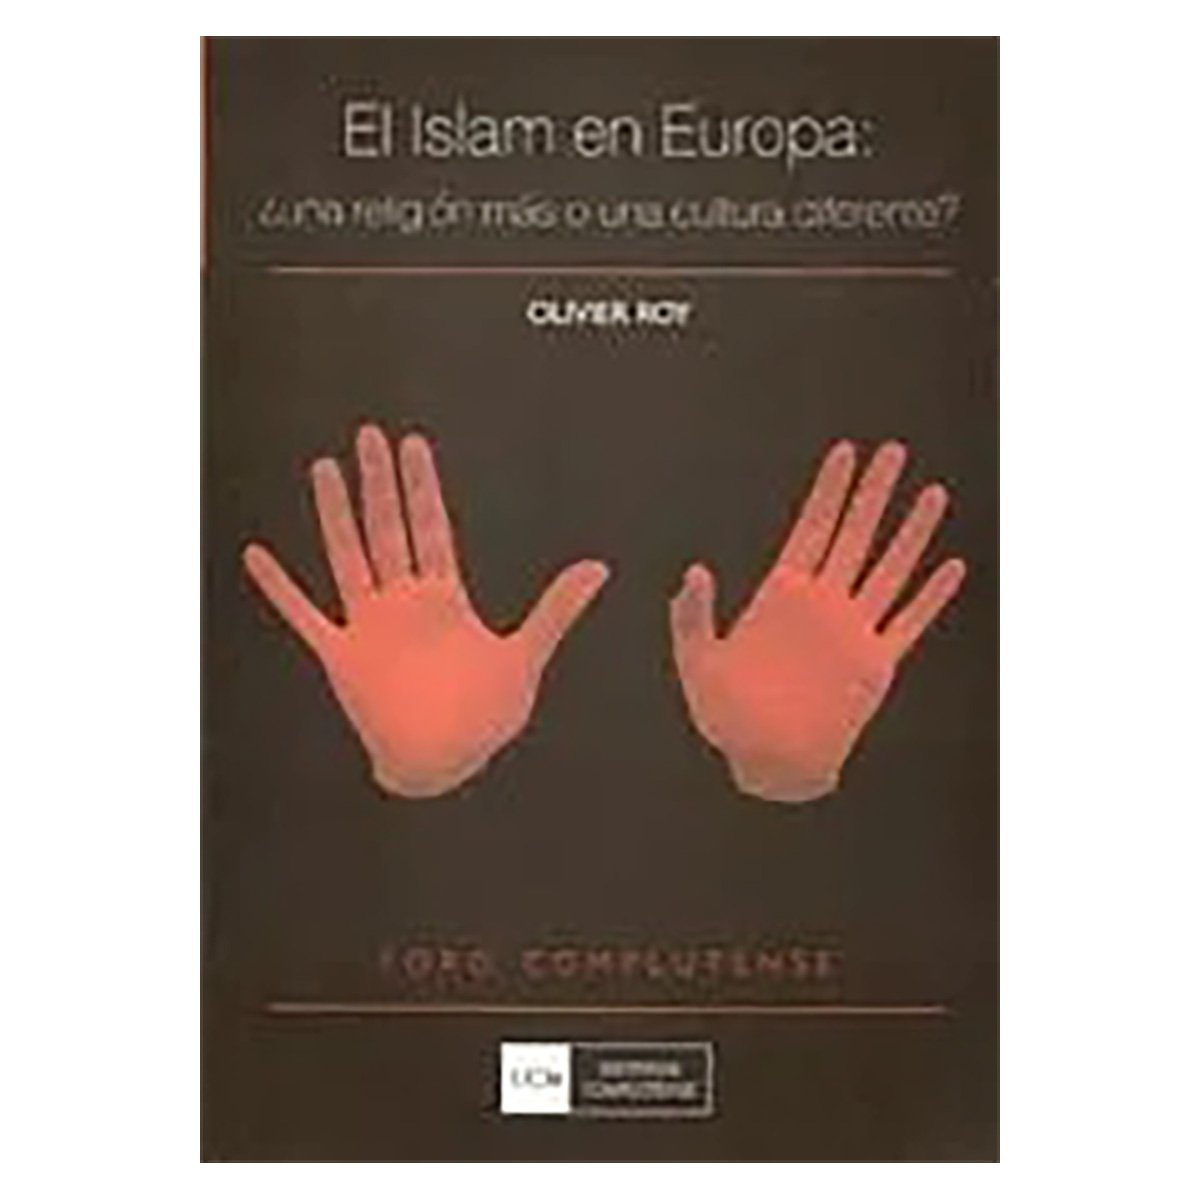 El Islam en Europa:
¿una religión más o una cultura diferente?
OLIVIER ROY
FORO COMPLUTENSE
UCM
EDITORIAL
COMPLUTENSE